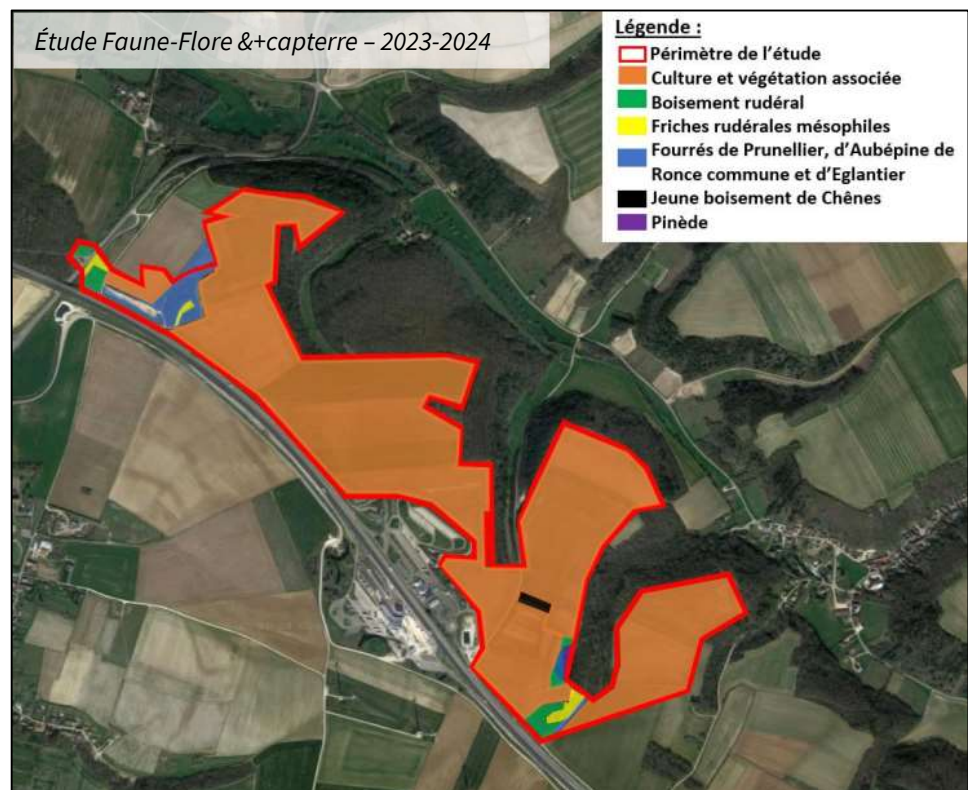 Étude Faune-Flore &+capterre – 2023-2024
Légende :
Périmètre de l’étude
Culture et végétation associée
Boisement rudéral
Friches rudérales mésophiles
Fourrés de Prunellier, d’Aubépine de
Ronce commune et d’Eglantier
Jeune boisement de Chênes
Pinède